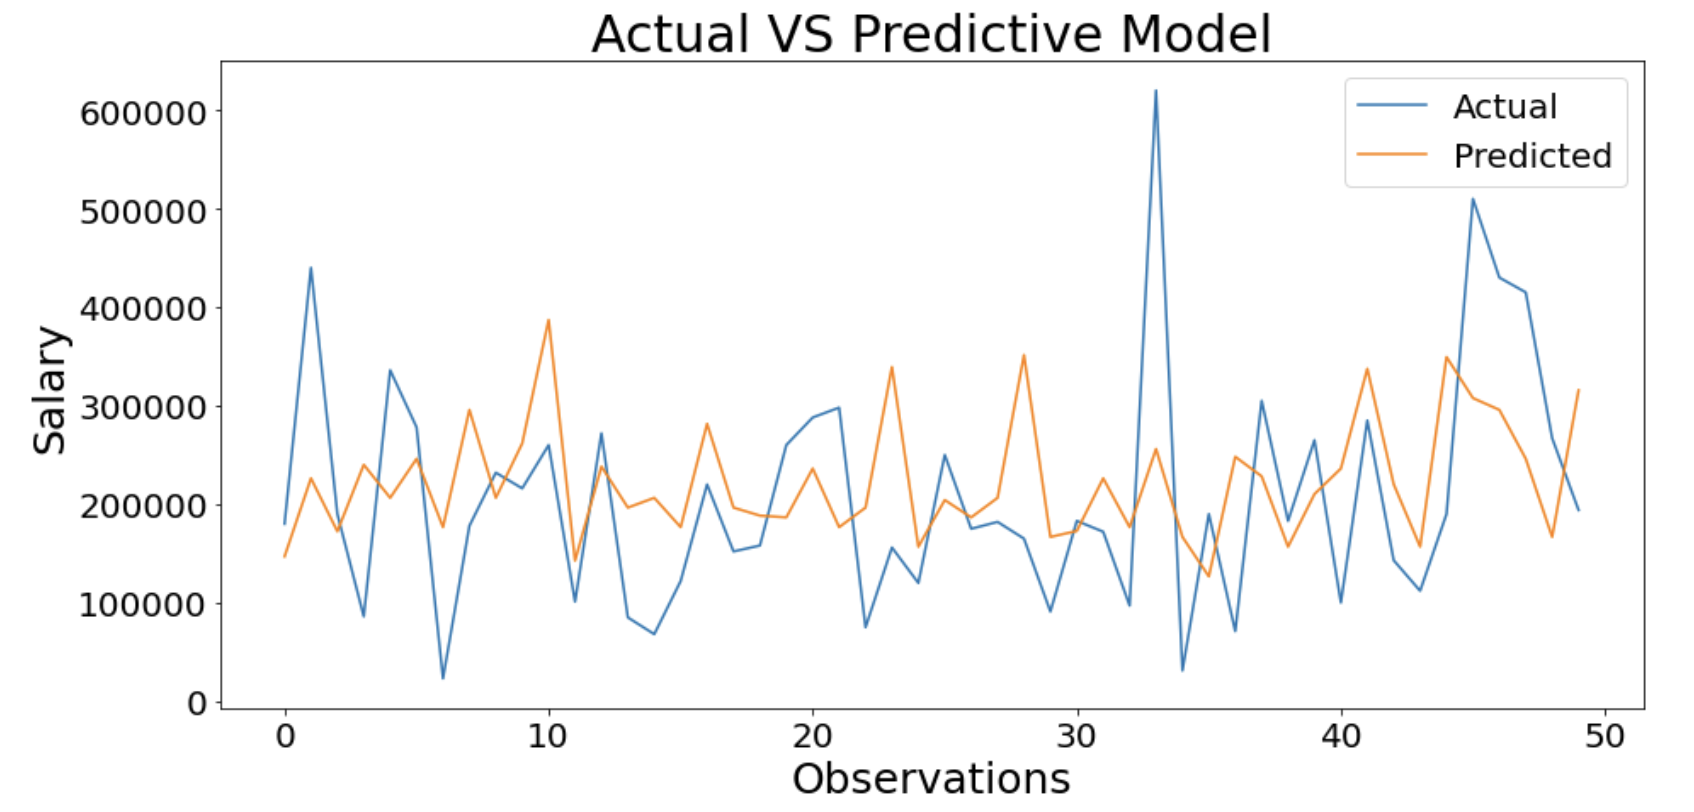 Actual VS Predictive Model
Actual
Predicted
Salary
600000
500000
400000
300000
200000
100000
0
0 10 20 30 40 50
Observations